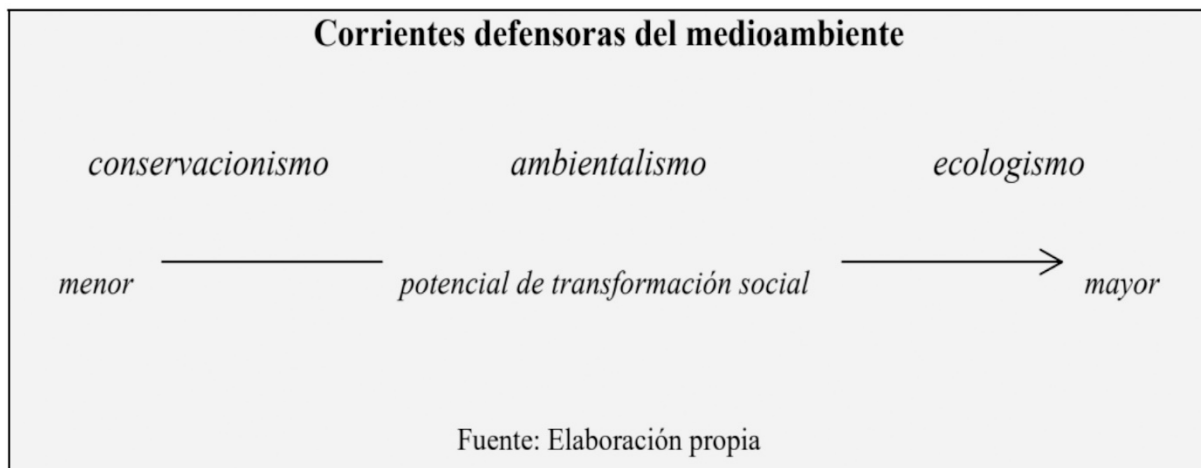 Corrientes defensoras del medioambiente
conservacionismo ambientalismo ecologismo
menor potencial de transformación social mayor
Fuente: Elaboración propia